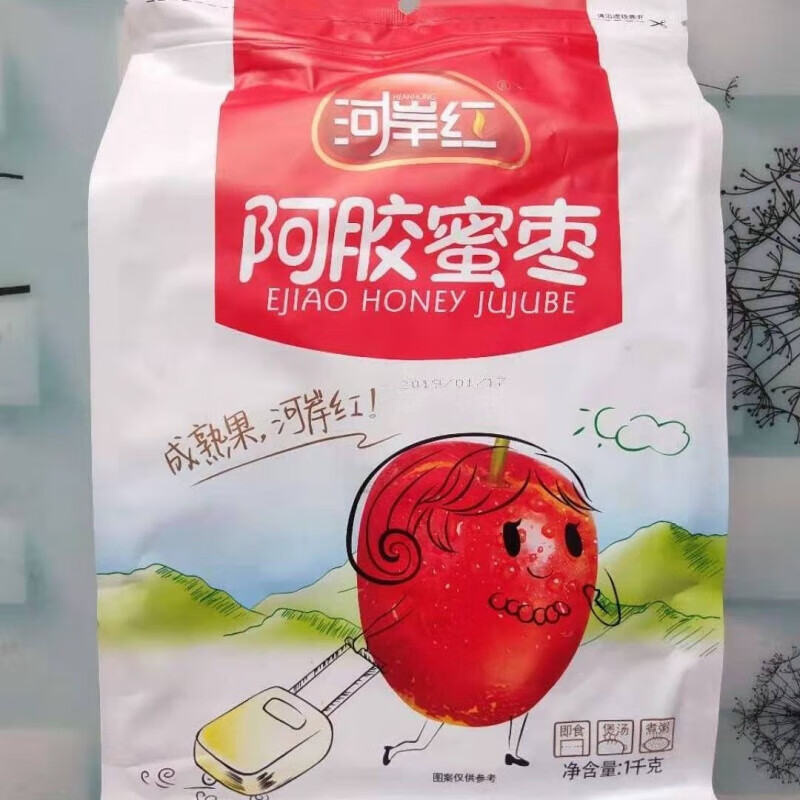 HEANHONG
河岸红
®
阿胶蜜枣
EJIAO HONEY JUJUBE
2019/01/17
成熟果,河岸红!
即食
煲汤
煮粥
净含量:1千克
图案仅供参考